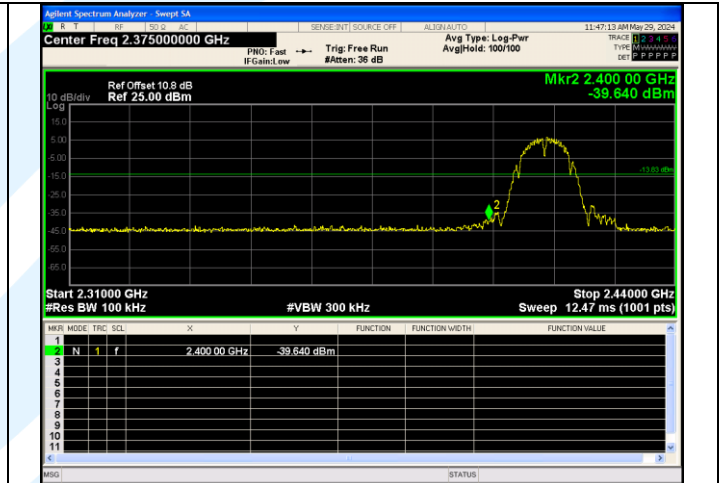 Agilent Spectrum Analyzer - Swept SA
R T RF 50 Ω AC SENSE:INT SOURCE OFF ALIGN AUTO 11:47:13 AM May 29, 2024
Center Freq 2.375000000 GHz
PNO: Fast
IFGain:Low
Trig: Free Run
#Atten: 36 dB
Avg Type: Log-Pwr
Avg|Hold: 100/100
TRACE 1 2 3 4 5 6
TYPE M
DET P P P P P P
Mkr2 2.400 00 GHz
-39.640 dBm
Ref Offset 10.8 dB
10 dB/div Ref 25.00 dBm
Log
15.0
5.00
-5.00
-15.0
-25.0
-35.0
-45.0
-55.0
-65.0
-13.83 dBm
2
Start 2.31000 GHz Stop 2.44000 GHz
#Res BW 100 kHz #VBW 300 kHz Sweep 12.47 ms (1001 pts)
MKR MODE TRC SCL X Y FUNCTION FUNCTION WIDTH FUNCTION VALUE
1
2 N 1 f 2.400 00 GHz -39.640 dBm
3
4
5
6
7
8
9
10
11
MSG STATUS